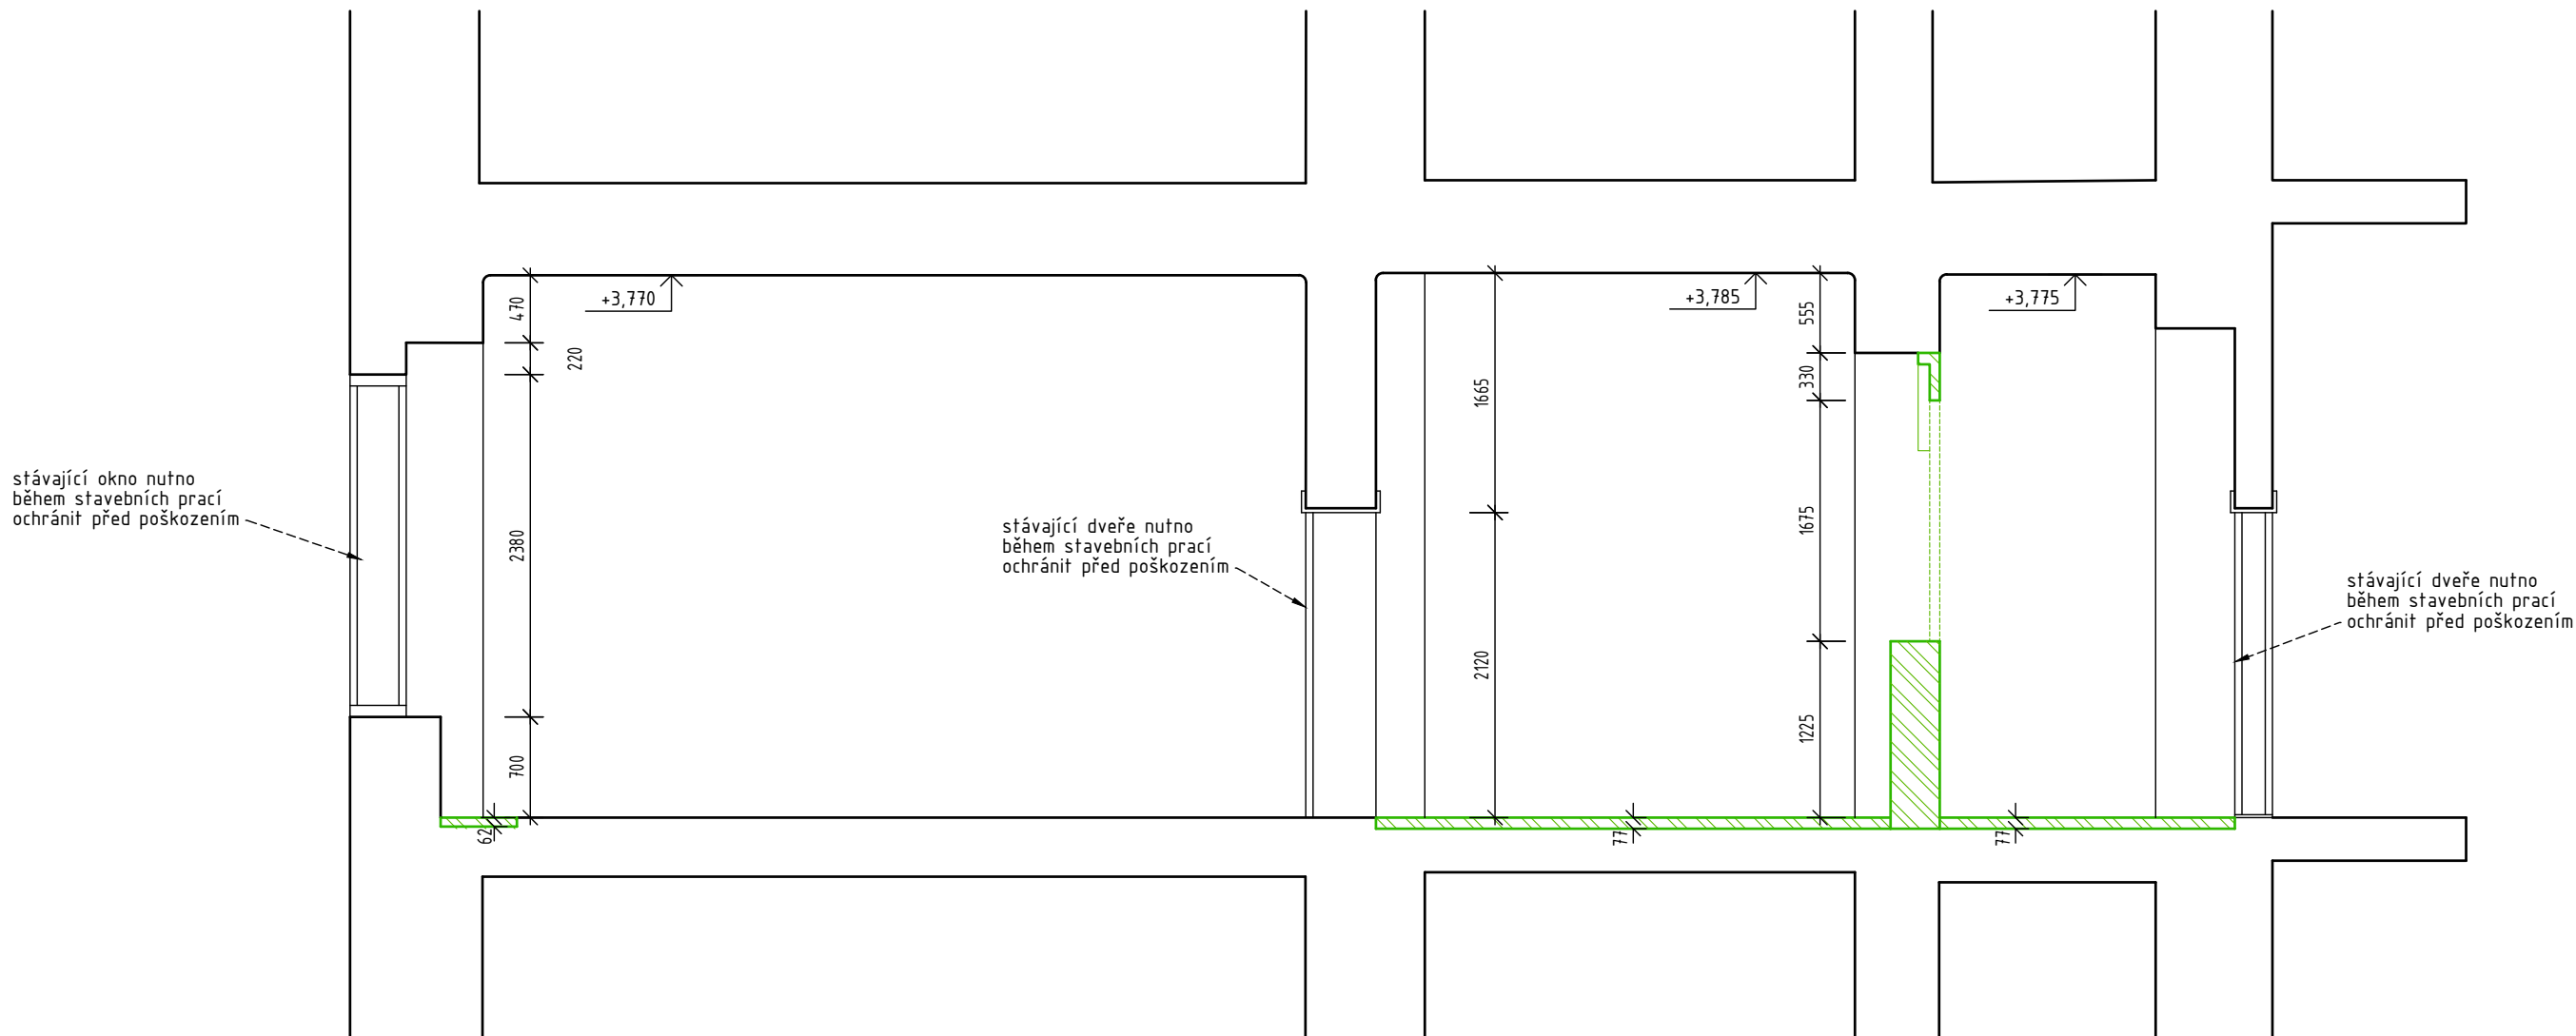 +3,770
+3,785
+3,775
470
220
2380
700
62
1665
2120
555
330
1675
1225
77
77
stávající okno nutno
během stavebních prací
ochránit před poškozením
stávající dveře nutno
během stavebních prací
ochránit před poškozením
stávající dveře nutno
během stavebních prací
ochránit před poškozením